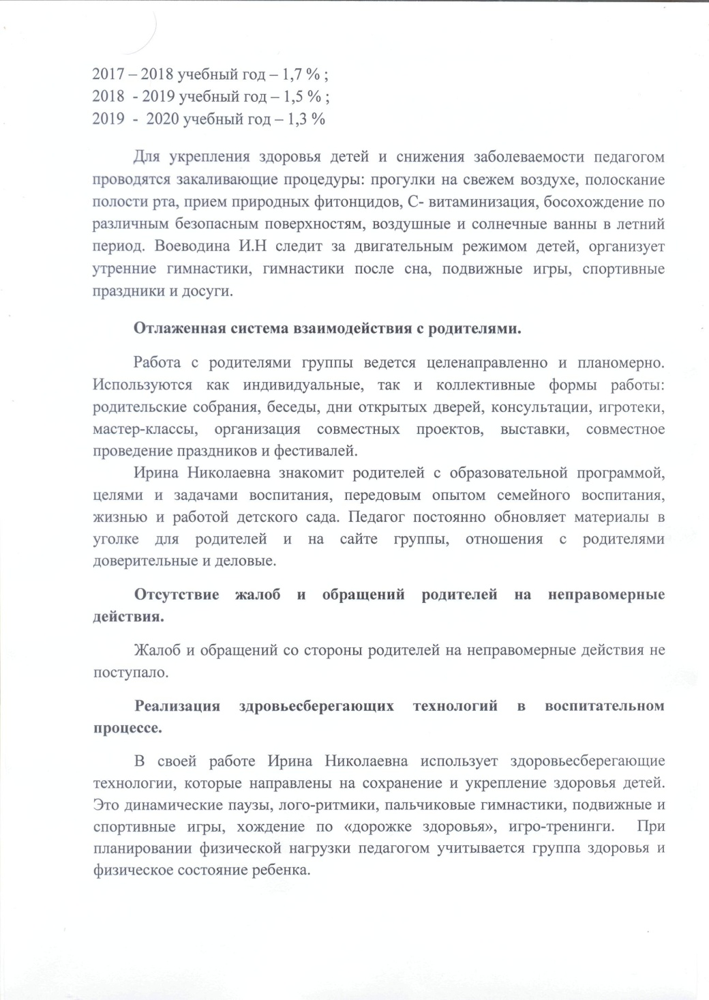 2017 – 2018 учебный год – 1,7 % ;
2018  - 2019 учебный год – 1,5 % ;
2019  -  2020 учебный год – 1,3 %
Для укрепления здоровья детей и снижения заболеваемости педагогом
проводятся закаливающие процедуры: прогулки на свежем воздухе, полоскание
полости рта, прием природных фитонцидов, С- витаминизация, босохождение по
различным безопасным поверхностям, воздушные и солнечные ванны в летний
период. Воеводина И.Н следит за двигательным режимом детей, организует
утренние гимнастики, гимнастики после сна, подвижные игры, спортивные
праздники и досуги.
Отлаженная система взаимодействия с родителями.
Работа с родителями группы ведется целенаправленно и планомерно.
Используются как индивидуальные, так и коллективные формы работы:
родительские собрания, беседы, дни открытых дверей, консультации, игротеки,
мастер-классы, организация совместных проектов, выставки, совместное
проведение праздников и фестивалей.
Ирина Николаевна знакомит родителей с образовательной программой,
целями и задачами воспитания, передовым опытом семейного воспитания,
жизнью и работой детского сада. Педагог постоянно обновляет материалы в
уголке для родителей и на сайте группы, отношения с родителями
доверительные и деловые.
Отсутствие жалоб и обращений родителей на неправомерные
действия.
Жалоб и обращений со стороны родителей на неправомерные действия не
поступало.
Реализация здровьесберегающих технологий в воспитательном
процессе.
В своей работе Ирина Николаевна использует здоровьесберегающие
технологии, которые направлены на сохранение и укрепление здоровья детей.
Это динамические паузы, лого-ритмики, пальчиковые гимнастики, подвижные и
спортивные игры, хождение по «дорожке здоровья», игро-тренинги.  При
планировании физической нагрузки педагогом учитывается группа здоровья и
физическое состояние ребенка.